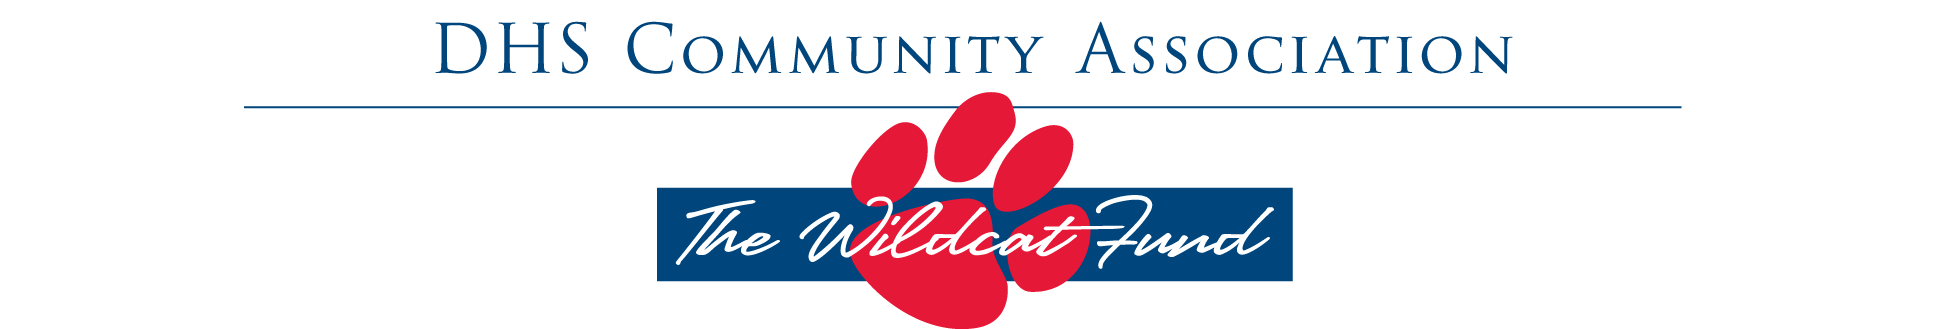 DHS Community Association
The Wildcat Fund